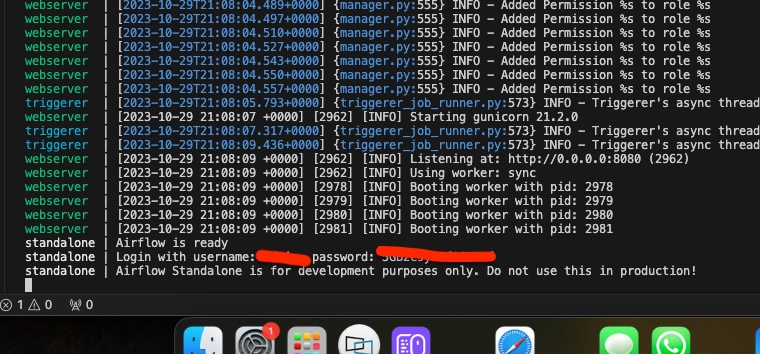 webserver | [2023-10-29T21:08:04.489+0000] {manager.py:555} INFO - Added Permission %s to role %s
webserver | [2023-10-29T21:08:04.497+0000] {manager.py:555} INFO - Added Permission %s to role %s
webserver | [2023-10-29T21:08:04.510+0000] {manager.py:555} INFO - Added Permission %s to role %s
webserver | [2023-10-29T21:08:04.527+0000] {manager.py:555} INFO - Added Permission %s to role %s
webserver | [2023-10-29T21:08:04.543+0000] {manager.py:555} INFO - Added Permission %s to role %s
webserver | [2023-10-29T21:08:04.550+0000] {manager.py:555} INFO - Added Permission %s to role %s
webserver | [2023-10-29T21:08:04.557+0000] {manager.py:555} INFO - Added Permission %s to role %s
triggerer | [2023-10-29T21:08:05.793+0000] {triggerer_job_runner.py:573} INFO - Triggerer's async thread
webserver | [2023-10-29 21:08:07 +0000] [2962] [INFO] Starting gunicorn 21.2.0
triggerer | [2023-10-29T21:08:07.317+0000] {triggerer_job_runner.py:573} INFO - Triggerer's async thread
triggerer | [2023-10-29T21:08:09.436+0000] {triggerer_job_runner.py:573} INFO - Triggerer's async thread
webserver | [2023-10-29 21:08:09 +0000] [2962] [INFO] Listening at: http://0.0.0.0:8080 (2962)
webserver | [2023-10-29 21:08:09 +0000] [2962] [INFO] Using worker: sync
webserver | [2023-10-29 21:08:09 +0000] [2978] [INFO] Booting worker with pid: 2978
webserver | [2023-10-29 21:08:09 +0000] [2979] [INFO] Booting worker with pid: 2979
webserver | [2023-10-29 21:08:09 +0000] [2980] [INFO] Booting worker with pid: 2980
webserver | [2023-10-29 21:08:09 +0000] [2981] [INFO] Booting worker with pid: 2981
standalone | Airflow is ready
standalone | Login with username: password:
standalone | Airflow Standalone is for development purposes only. Do not use this in production!
1 0 0
1